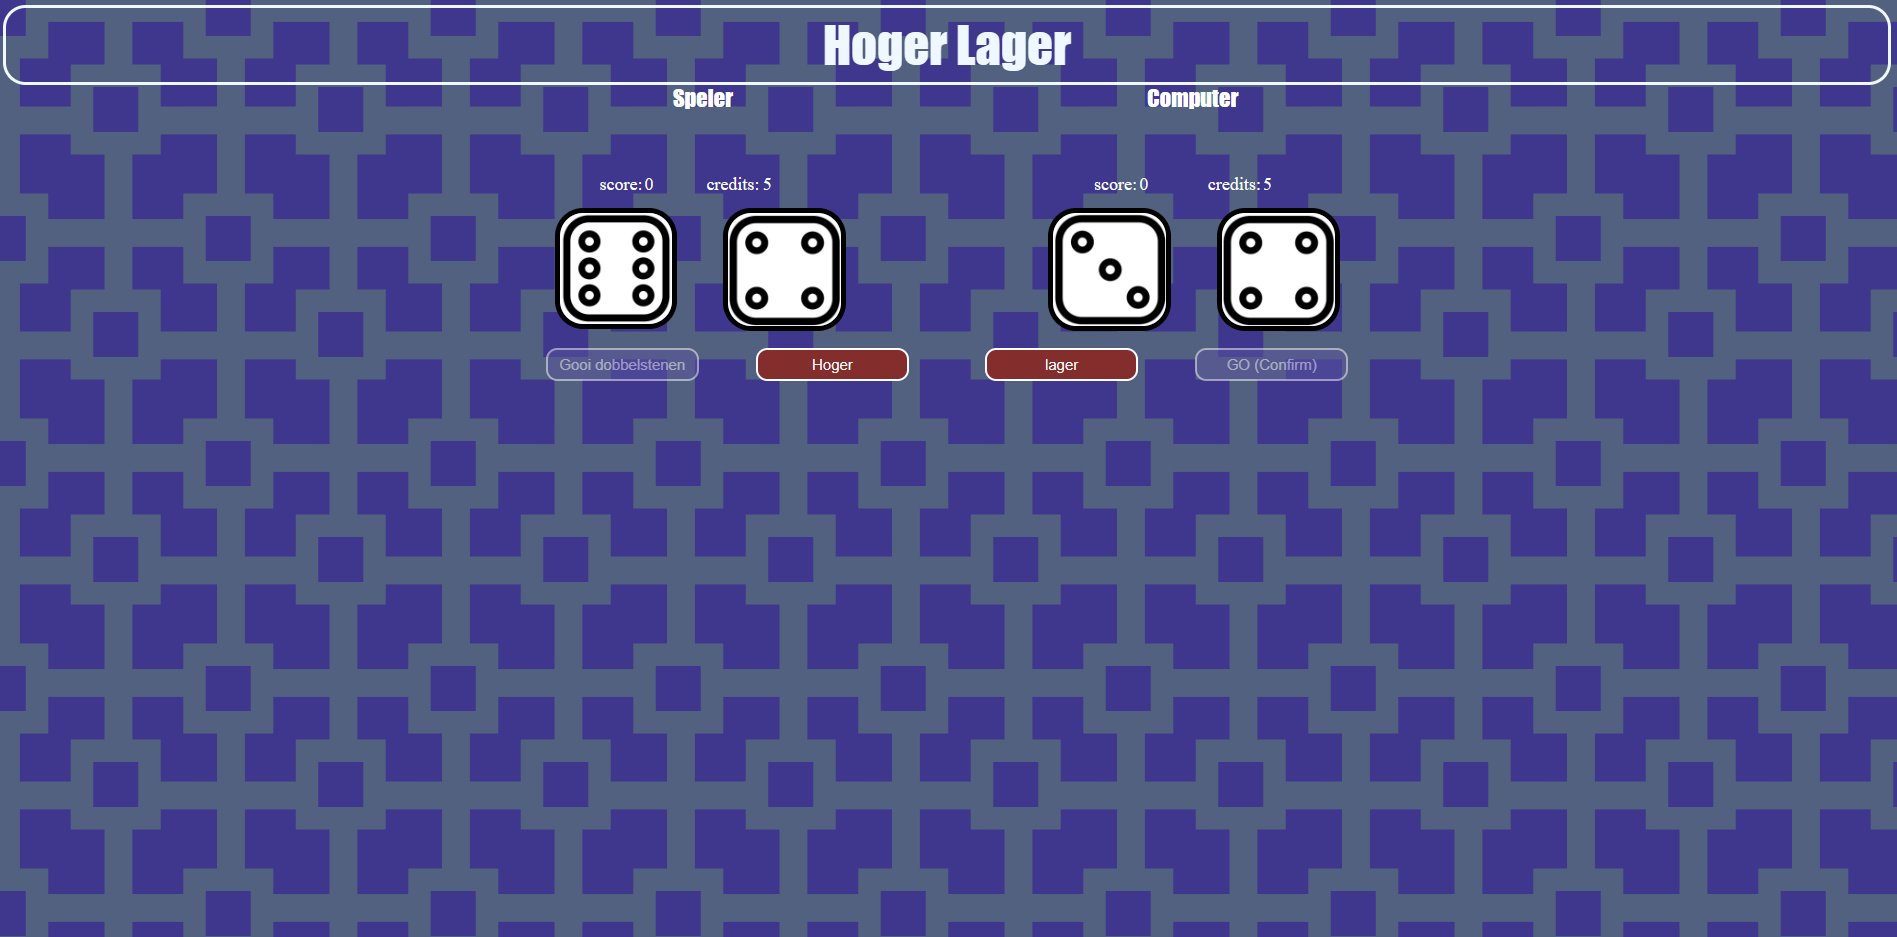 Hoger Lager
Speler Computer
score: 0 credits: 5 score: 0 credits: 5
Gooi dobbelstenen Hoger lager GO (Confirm)